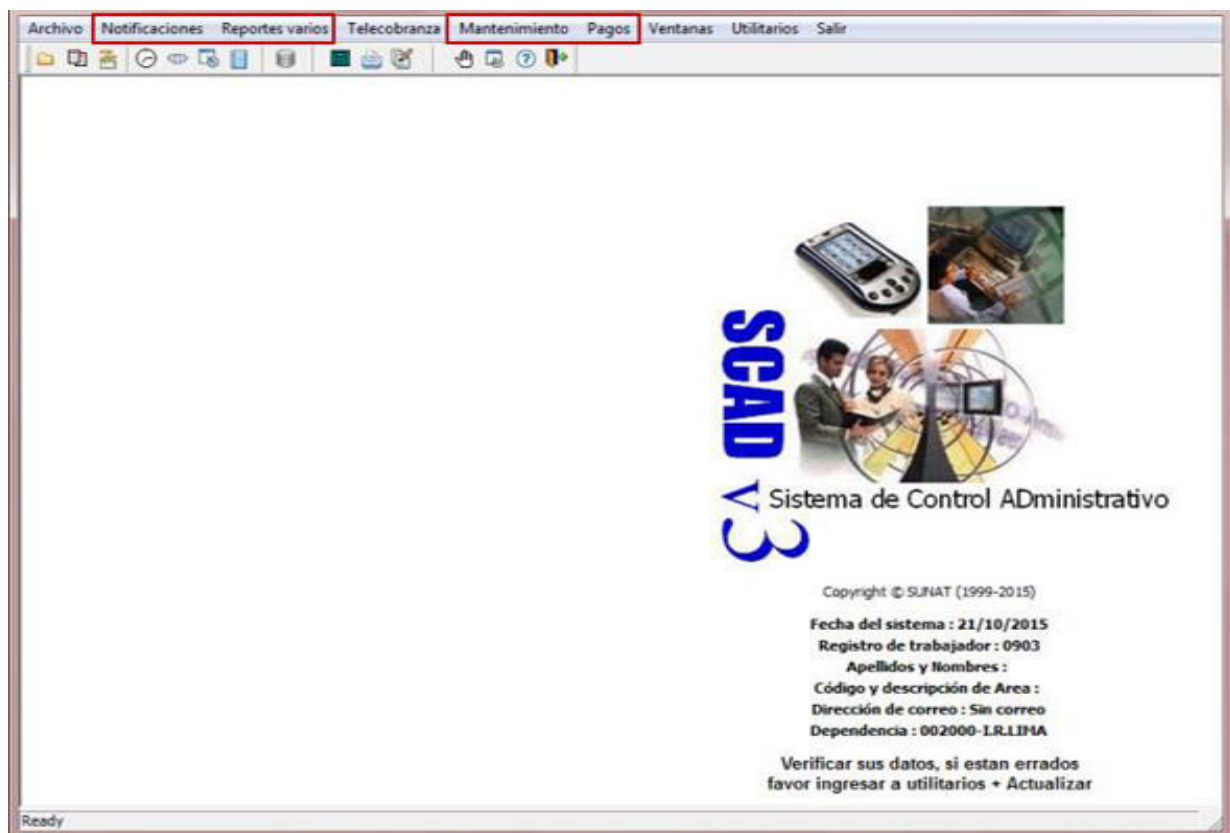 Archivo Notificaciones Reportes varios Telecobranza Mantenimiento Pagos Ventanas Utilitarios Salir
SCAD v3
Sistema de Control ADministrativo
Copyright © SUNAT (1999-2015)
Fecha del sistema : 21/10/2015
Registro de trabajador : 0903
Apellidos y Nombres :
Código y descripción de Area :
Dirección de correo : Sin correo
Dependencia : 002000-I.R.LIMA
Verificar sus datos, si estan errados
favor ingresar a utilitarios + Actualizar
Ready